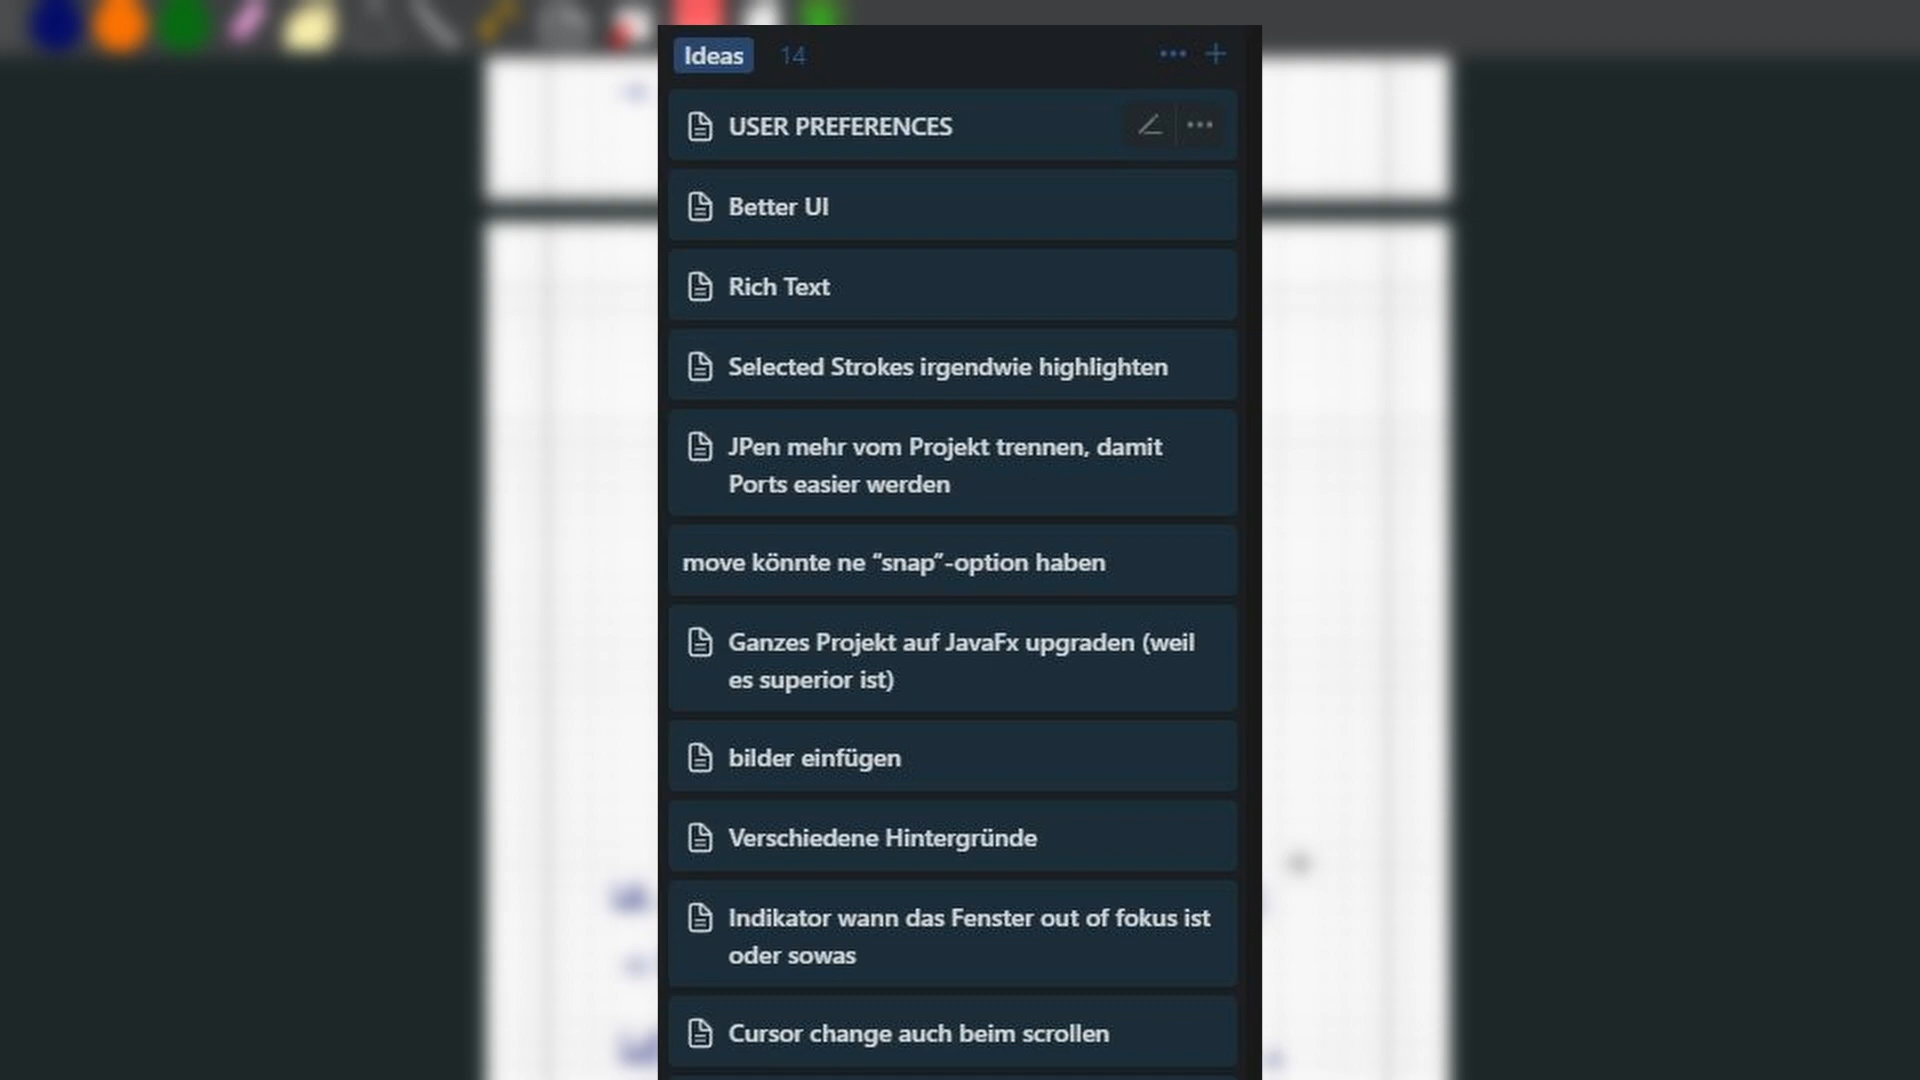 Ideas 14
USER PREFERENCES
Better UI
Rich Text
Selected Strokes irgendwie highlighten
JPen mehr vom Projekt trennen, damit
Ports easier werden
move könnte ne “snap”-option haben
Ganzes Projekt auf JavaFx upgraden (weil
es superior ist)
bilder einfügen
Verschiedene Hintergründe
Indikator wann das Fenster out of fokus ist
oder sowas
Cursor change auch beim scrollen